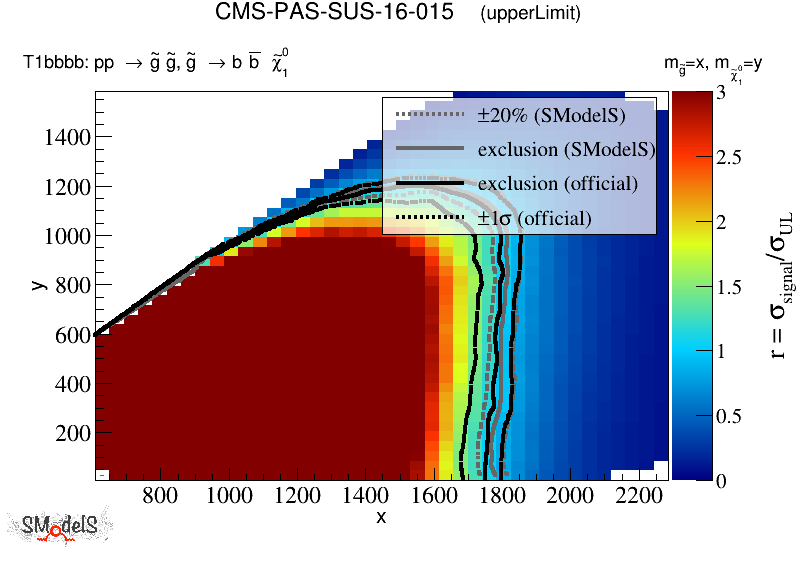 CMS-PAS-SUS-16-015 (upperLimit)
T1bbbb: pp → g̃ g̃, g̃ → b b̅ χ̃₁⁰
m_g̃=x, m_χ̃₁⁰=y
±20% (SModelS)
exclusion (SModelS)
exclusion (official)
±1σ (official)
1400
1200
1000
800
600
400
200
y
800 1000 1200 1400 1600 1800 2000 2200
x
3
2.5
2
1.5
1
0.5
0
r = σ_signal/σ_UL
SModelS